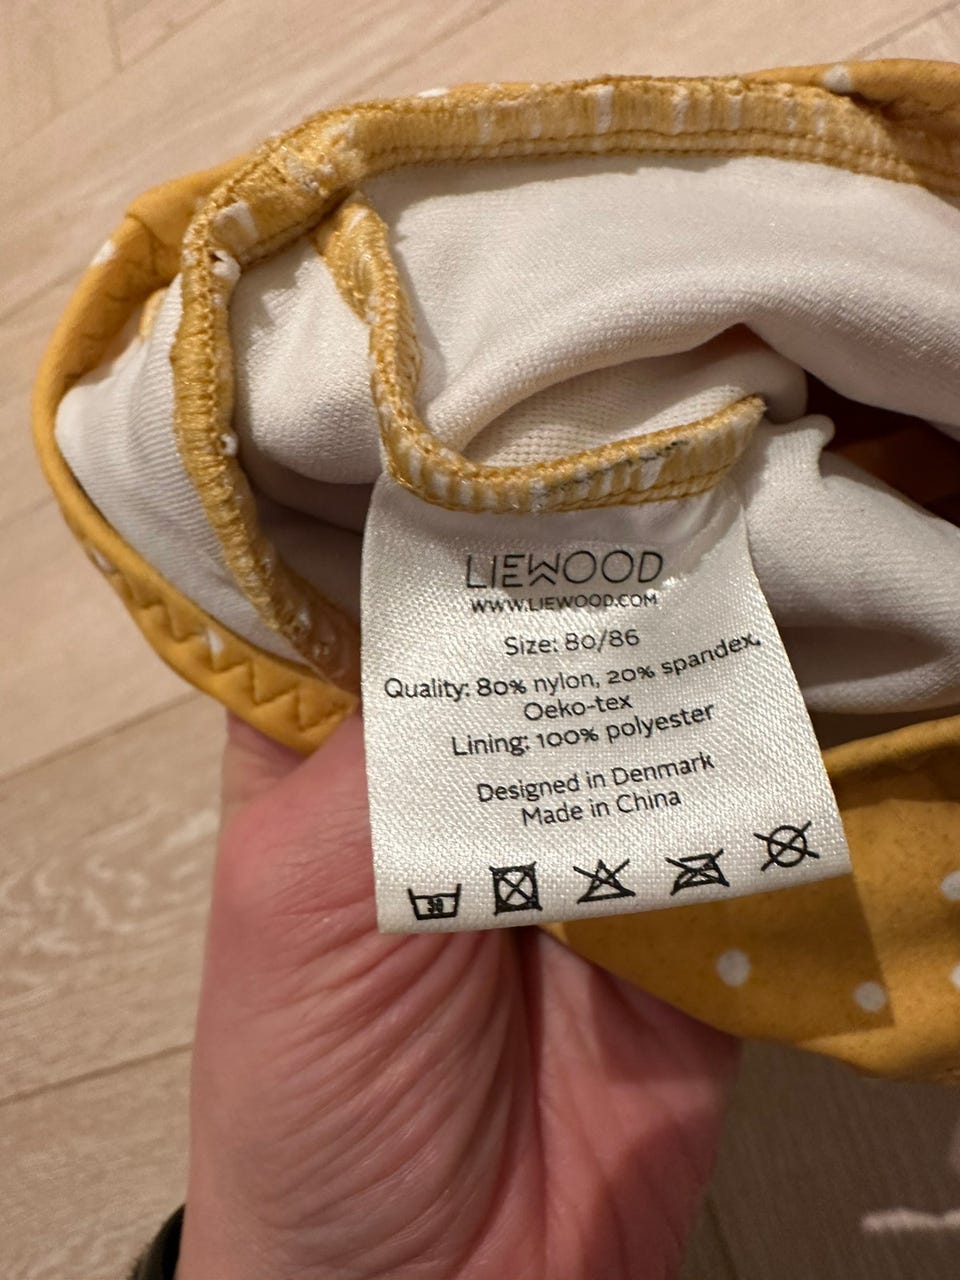 LIEWOOD
WWW.LIEWOOD.COM
Size: 80/86
Quality: 80% nylon, 20% spandex,
Oeko-tex
Lining: 100% polyester
Designed in Denmark
Made in China
30